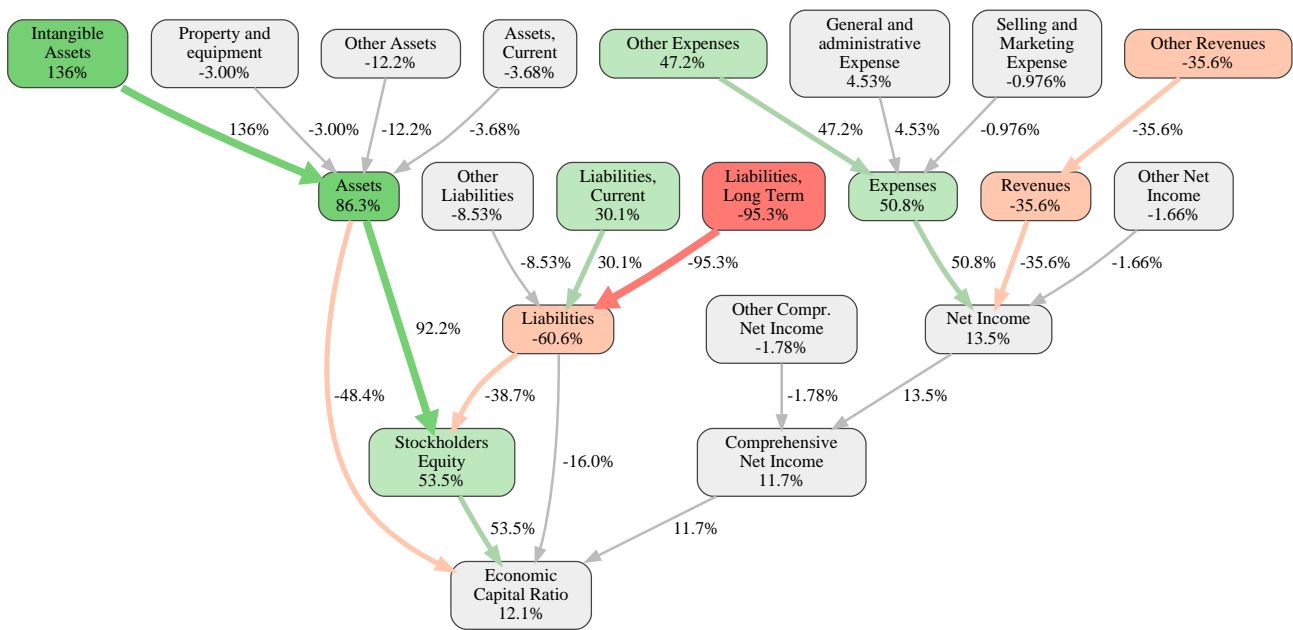 Intangible
Assets
136%
Property and
equipment
-3.00%
Other Assets
-12.2%
Assets,
Current
-3.68%
Other Expenses
47.2%
General and
administrative
Expense
4.53%
Selling and
Marketing
Expense
-0.976%
Other Revenues
-35.6%
136%
-3.00%
-12.2%
-3.68%
47.2%
4.53%
-0.976%
-35.6%
Assets
86.3%
Other
Liabilities
-8.53%
Liabilities,
Current
30.1%
Liabilities,
Long Term
-95.3%
Expenses
50.8%
Revenues
-35.6%
Other Net
Income
-1.66%
-8.53%
30.1%
-95.3%
50.8%
-35.6%
-1.66%
Liabilities
-60.6%
Other Compr.
Net Income
-1.78%
Net Income
13.5%
92.2%
-48.4%
-38.7%
-1.78%
13.5%
Stockholders
Equity
53.5%
-16.0%
Comprehensive
Net Income
11.7%
53.5%
11.7%
Economic
Capital Ratio
12.1%